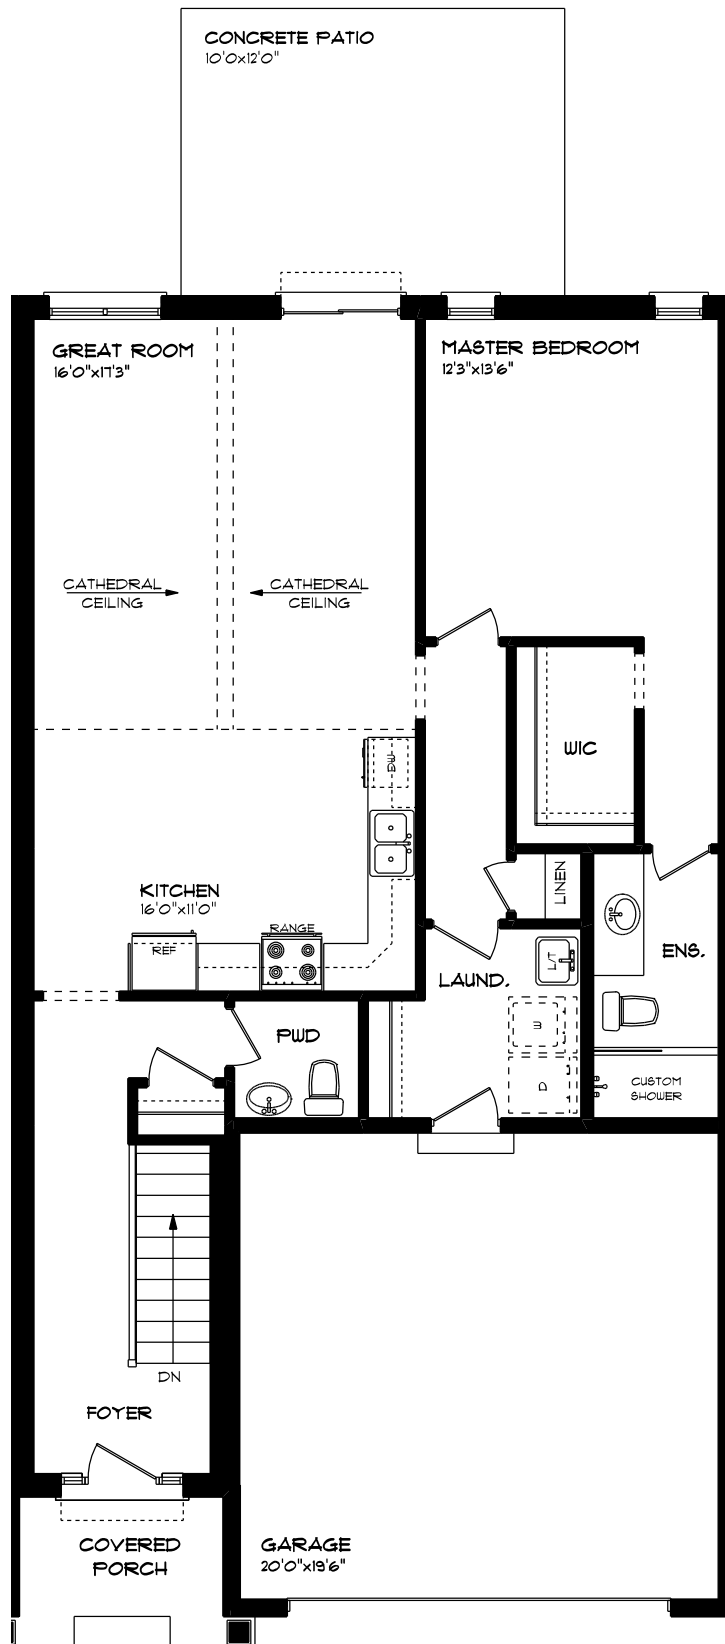 CONCRETE PATIO
10'0x12'0"
GREAT ROOM
16'0"x17'3"
MASTER BEDROOM
12'3"x13'6"
CATHEDRAL
CEILING
CATHEDRAL
CEILING
WIC
DW
KITCHEN
16'0"x11'0"
LINEN
RANGE
REF
ENS.
L/T
LAUND.
W
PWD
D
CUSTOM
SHOWER
DN
FOYER
COVERED
PORCH
GARAGE
20'0"x19'6"